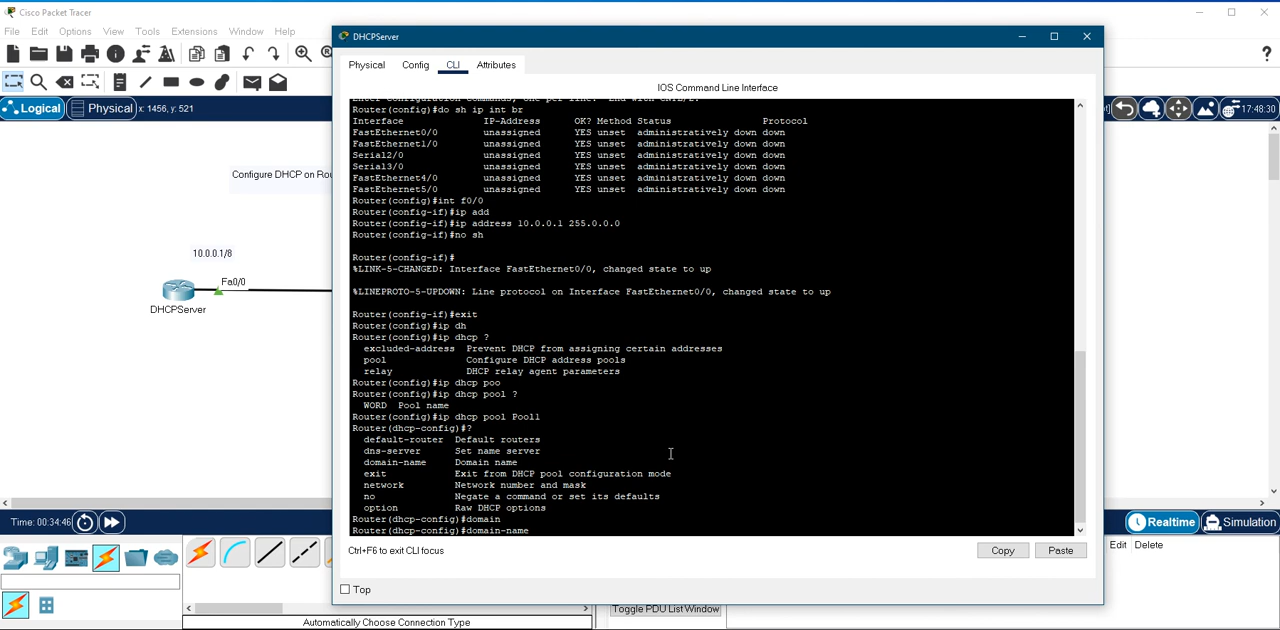 Cisco Packet Tracer
File Edit Options View Tools Extensions Window Help
Logical Physical x: 1456, y: 521
17:48:30
Configure DHCP on Rou
10.0.0.1/8
Fa0/0
DHCPServer
DHCPServer
Physical Config CLI Attributes
IOS Command Line Interface
Enter configuration commands, one per line. End with CNTL/Z.
Router(config)#do sh ip int br
Interface IP-Address OK? Method Status Protocol
FastEthernet0/0 unassigned YES unset administratively down down
FastEthernet1/0 unassigned YES unset administratively down down
Serial2/0 unassigned YES unset administratively down down
Serial3/0 unassigned YES unset administratively down down
FastEthernet4/0 unassigned YES unset administratively down down
FastEthernet5/0 unassigned YES unset administratively down down
Router(config)#int f0/0
Router(config-if)#ip add
Router(config-if)#ip address 10.0.0.1 255.0.0.0
Router(config-if)#no sh
Router(config-if)#
%LINK-5-CHANGED: Interface FastEthernet0/0, changed state to up
%LINEPROTO-5-UPDOWN: Line protocol on Interface FastEthernet0/0, changed state to up
Router(config-if)#exit
Router(config)#ip dh
Router(config)#ip dhcp ?
excluded-address Prevent DHCP from assigning certain addresses
pool Configure DHCP address pools
relay DHCP relay agent parameters
Router(config)#ip dhcp poo
Router(config)#ip dhcp pool ?
WORD Pool name
Router(config)#ip dhcp pool Pool1
Router(dhcp-config)#?
default-router Default routers
dns-server Set name server
domain-name Domain name
exit Exit from DHCP pool configuration mode
network Network number and mask
no Negate a command or set its defaults
option Raw DHCP options
Router(dhcp-config)#domain
Router(dhcp-config)#domain-name
Ctrl+F6 to exit CLI focus
Copy Paste
Top
Time: 00:34:46
Realtime Simulation
Edit Delete
Toggle PDU List Window
Automatically Choose Connection Type